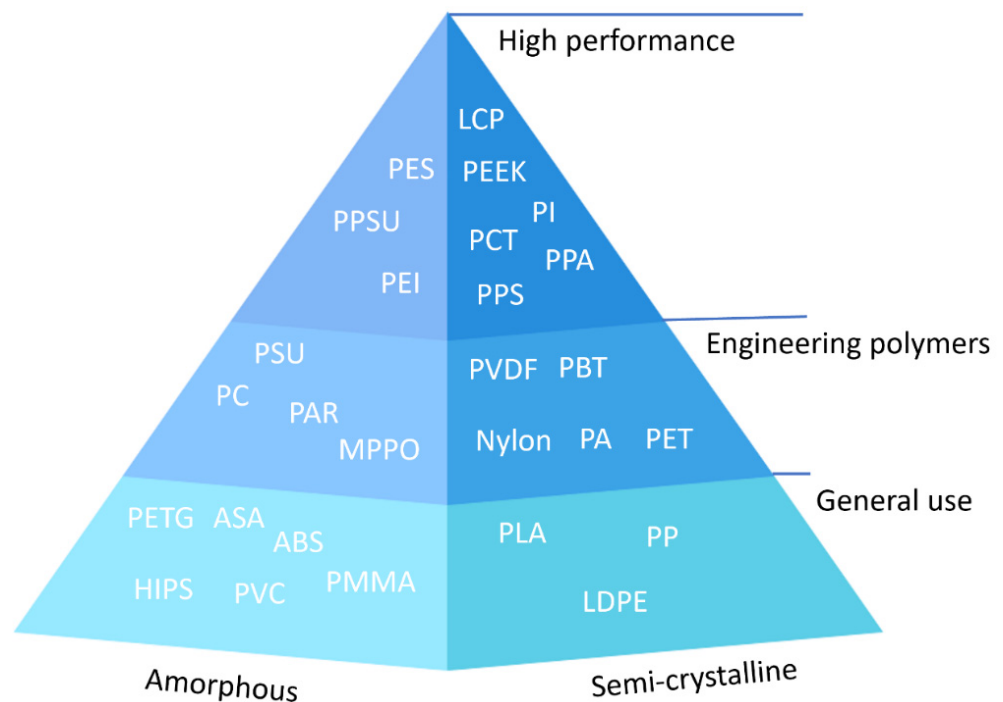 High performance
LCP
PES
PEEK
PPSU
PI
PCT
PPA
PEI
PPS
Engineering polymers
PSU
PVDF
PBT
PC
PAR
MPPO
Nylon
PA
PET
General use
PETG
ASA
ABS
PLA
PP
HIPS
PVC
PMMA
LDPE
Amorphous
Semi-crystalline